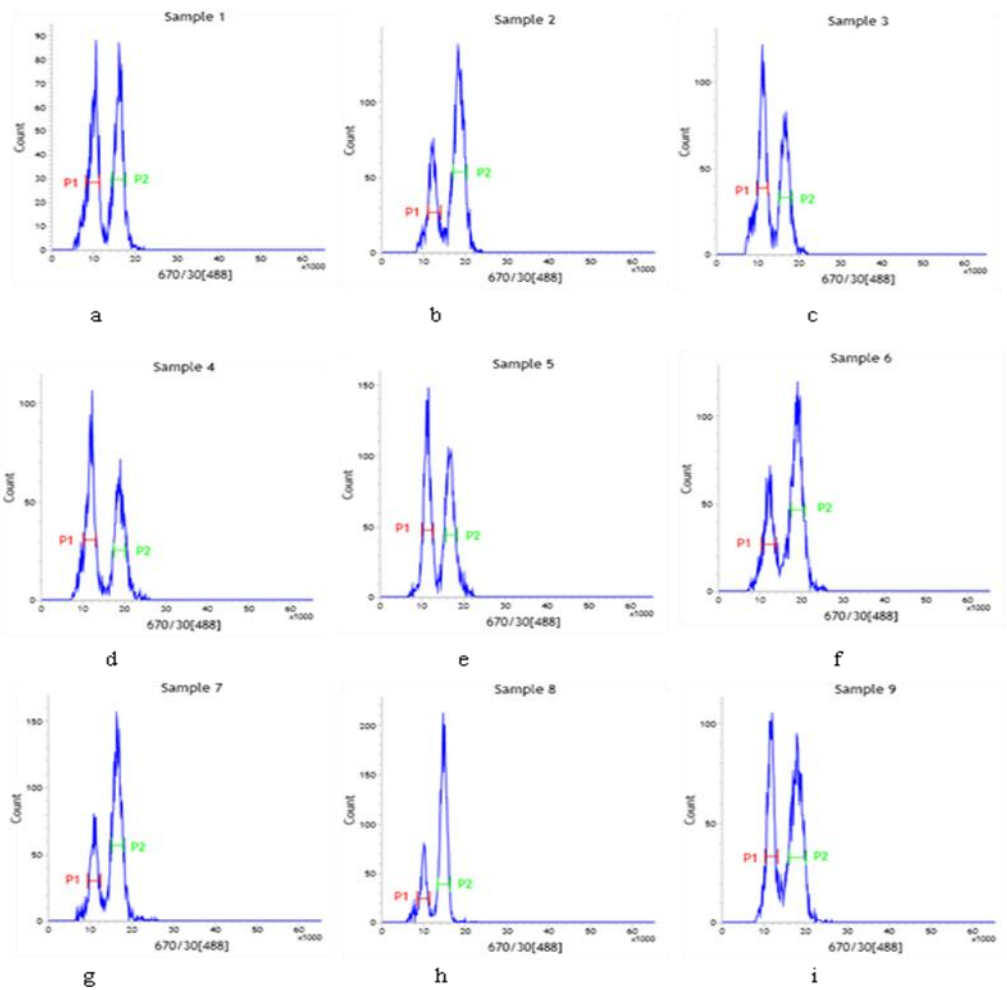 Sample 1
90
80
70
60
50
40
30
20
10
0
Count
P1
P2
0 10 20 30 40 50 60
x1000
670/30[488]
a
Sample 2
100
50
0
Count
P1
P2
0 10 20 30 40 50 60
x1000
670/30[488]
b
Sample 3
100
50
0
Count
P1
P2
0 10 20 30 40 50 60
x1000
670/30[488]
c
Sample 4
100
50
0
Count
P1
P2
0 10 20 30 40 50 60
x1000
670/30[488]
d
Sample 5
150
100
50
0
Count
P1
P2
0 10 20 30 40 50 60
x1000
670/30[488]
e
Sample 6
100
50
0
Count
P1
P2
0 10 20 30 40 50 60
x1000
670/30[488]
f
Sample 7
150
100
50
0
Count
P1
P2
0 10 20 30 40 50 60
x1000
670/30[488]
g
Sample 8
200
150
100
50
0
Count
P1
P2
0 10 20 30 40 50 60
x1000
670/30[488]
h
Sample 9
100
50
0
Count
P1
P2
0 10 20 30 40 50 60
x1000
670/30[488]
i